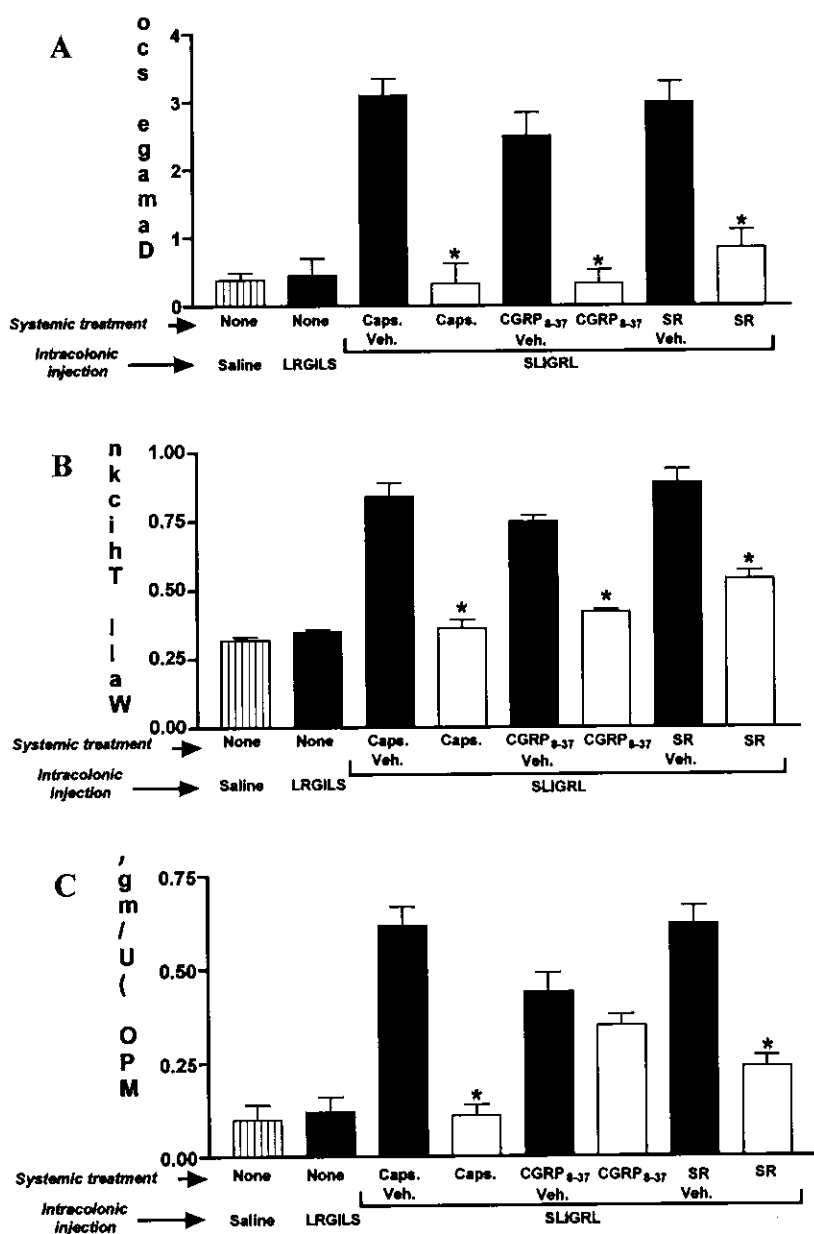 A
Damage sco
4
3
2
1
0
Systemic treatment
None None Caps. Veh. Caps. CGRP₈₋₃₇ Veh. CGRP₈₋₃₇ SR Veh. SR
Intracolonic injection
Saline LRGILS SLIGRL
* * *
B
Wall Thickn
1.00
0.75
0.50
0.25
0.00
Systemic treatment
None None Caps. Veh. Caps. CGRP₈₋₃₇ Veh. CGRP₈₋₃₇ SR Veh. SR
Intracolonic injection
Saline LRGILS SLIGRL
* * *
C
MPO (U/mg,
0.75
0.50
0.25
0.00
Systemic treatment
None None Caps. Veh. Caps. CGRP₈₋₃₇ Veh. CGRP₈₋₃₇ SR Veh. SR
Intracolonic injection
Saline LRGILS SLIGRL
* *